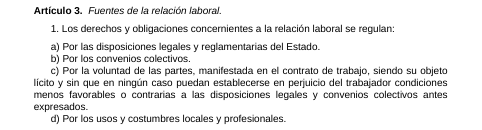 Artículo 3. Fuentes de la relación laboral.
1. Los derechos y obligaciones concernientes a la relación laboral se regulan:
a) Por las disposiciones legales y reglamentarias del Estado.
b) Por los convenios colectivos.
c) Por la voluntad de las partes, manifestada en el contrato de trabajo, siendo su objeto
lícito y sin que en ningún caso puedan establecerse en perjuicio del trabajador condiciones
menos favorables o contrarias a las disposiciones legales y convenios colectivos antes
expresados.
d) Por los usos y costumbres locales y profesionales.